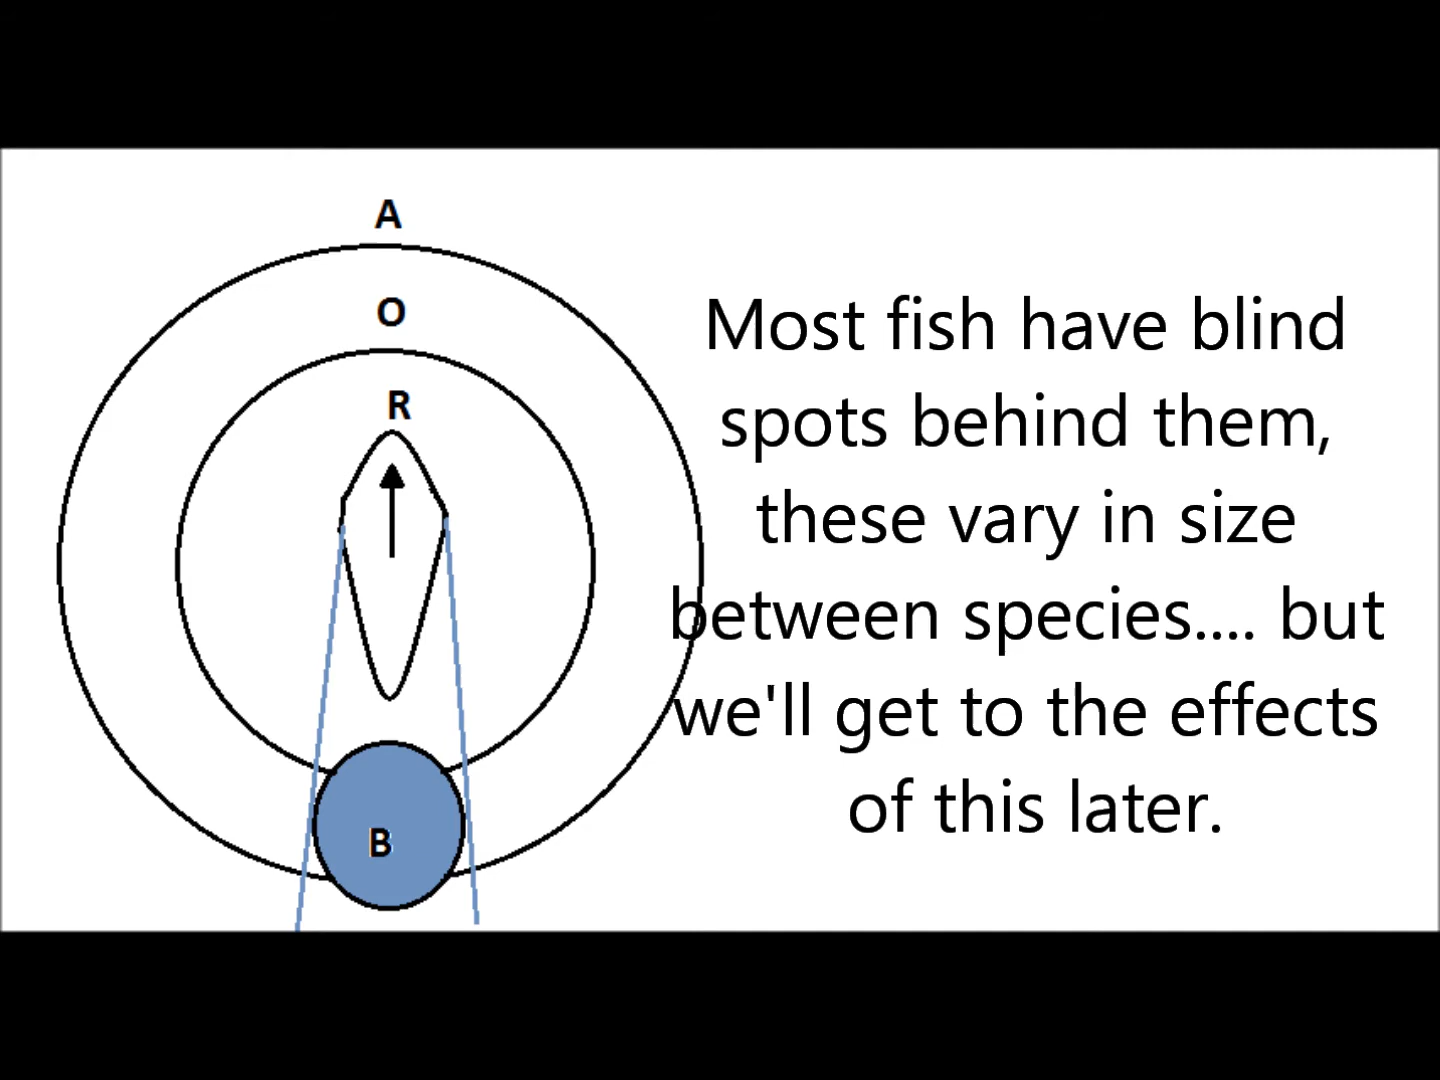 A
O
R
B
Most fish have blind
spots behind them,
these vary in size
between species.... but
we'll get to the effects
of this later.